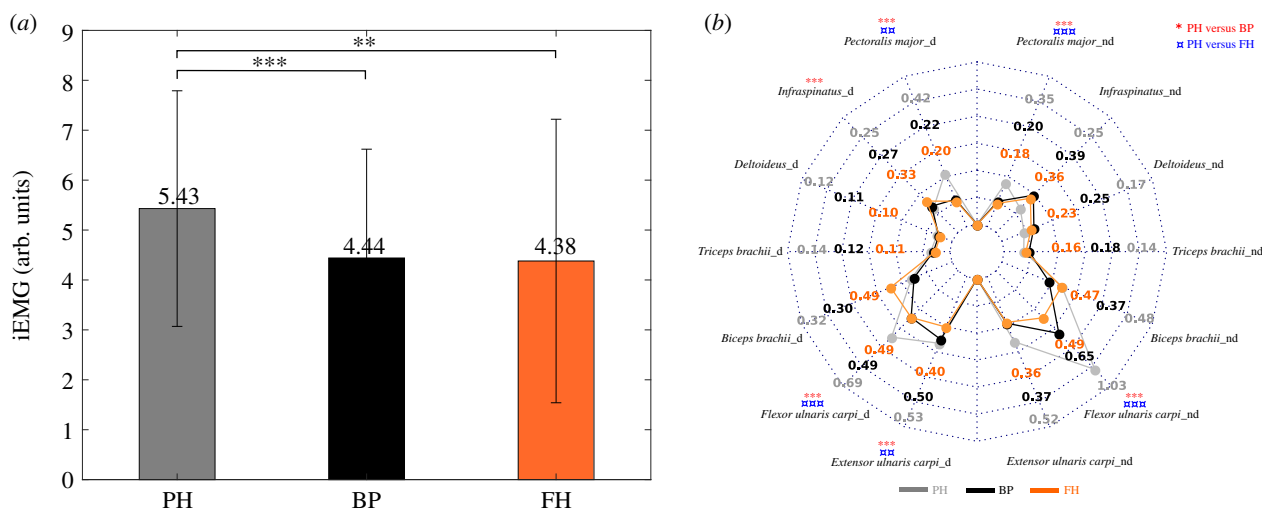 (a)
iEMG (arb. units)
9
8
7
6
5
4
3
2
1
0
**
***
5.43
4.44
4.38
PH
BP
FH
(b)
* PH versus BP
¤ PH versus FH
***
¤¤
Pectoralis major_d
***
¤¤¤
Pectoralis major_nd
***
Infraspinatus_d
Infraspinatus_nd
Deltoideus_d
Deltoideus_nd
Triceps brachii_d
Triceps brachii_nd
Biceps brachii_d
Biceps brachii_nd
Flexor ulnaris carpi_d
***
¤¤¤
Flexor ulnaris carpi_nd
***
¤¤¤
***
¤¤
Extensor ulnaris carpi_d
Extensor ulnaris carpi_nd
0.42
0.22
0.20
0.35
0.20
0.18
0.25
0.27
0.33
0.25
0.39
0.36
0.12
0.11
0.10
0.17
0.25
0.23
0.14
0.12
0.11
0.16
0.18
0.14
0.32
0.30
0.49
0.47
0.37
0.48
0.69
0.49
0.49
0.49
0.65
1.03
0.53
0.50
0.40
0.36
0.37
0.52
PH
BP
FH